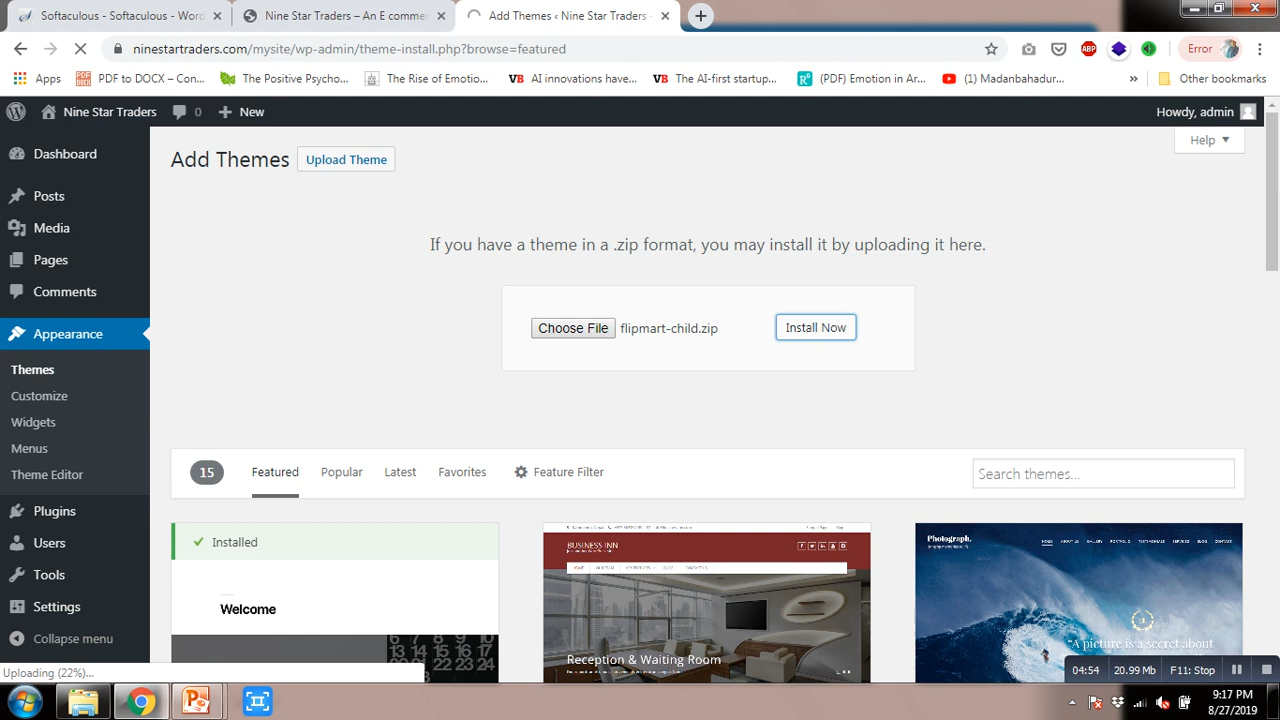 Softaculous - Softaculous - Word
Nine Star Traders – An E comme
Add Themes ‹ Nine Star Traders
ninestartraders.com/mysite/wp-admin/theme-install.php?browse=featured
ABP
Error
Apps
PDF to DOCX – Con...
The Positive Psycho...
The Rise of Emotio...
VB AI innovations have...
VB The AI-first startup...
(PDF) Emotion in Ar...
(1) Madanbahadur...
»
Other bookmarks
Nine Star Traders
0
New
Howdy, admin
Dashboard
Posts
Media
Pages
Comments
Appearance
Themes
Customize
Widgets
Menus
Theme Editor
Plugins
Users
Tools
Settings
Collapse menu
Help
Add Themes
Upload Theme
If you have a theme in a .zip format, you may install it by uploading it here.
Choose File flipmart-child.zip
Install Now
15
Featured
Popular
Latest
Favorites
Feature Filter
Search themes...
Installed
Welcome
BUSINESS INN
Reception & Waiting Room
Photograph.
"A picture is a secret about
Uploading (22%)...
04:54
20.99 Mb
F11: Stop
9:17 PM
8/27/2019